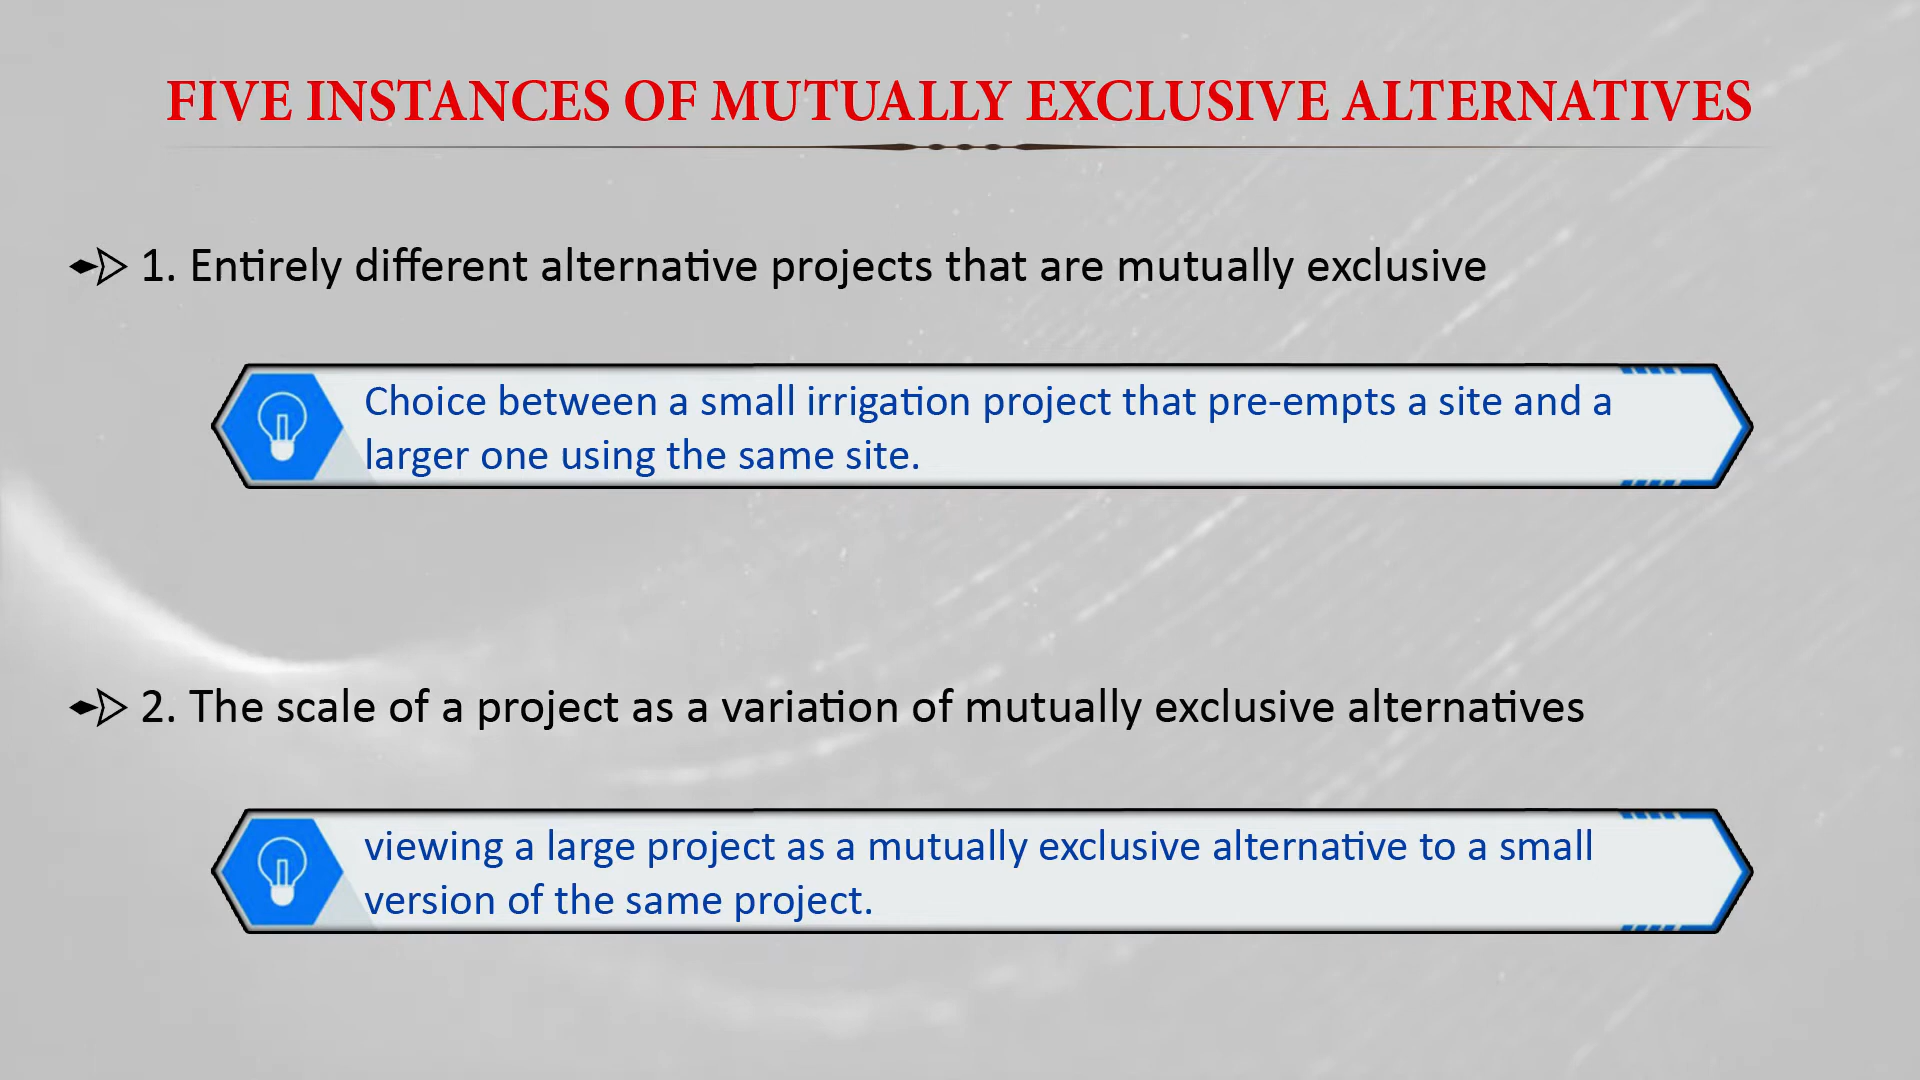 FIVE INSTANCES OF MUTUALLY EXCLUSIVE ALTERNATIVES
1. Entirely different alternative projects that are mutually exclusive
Choice between a small irrigation project that pre-empts a site and a
larger one using the same site.
2. The scale of a project as a variation of mutually exclusive alternatives
viewing a large project as a mutually exclusive alternative to a small
version of the same project.